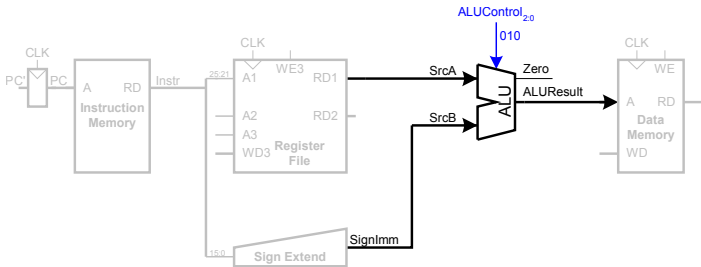 ALUControl2:0
010
CLK
CLK
CLK
PC'
PC
A
RD
Instr
Instruction
Memory
25:21
A1
WE3
RD1
A2
RD2
A3
WD3
Register
File
SrcA
SrcB
ALU
Zero
ALUResult
WE
A
RD
Data
Memory
WD
15:0
Sign Extend
SignImm